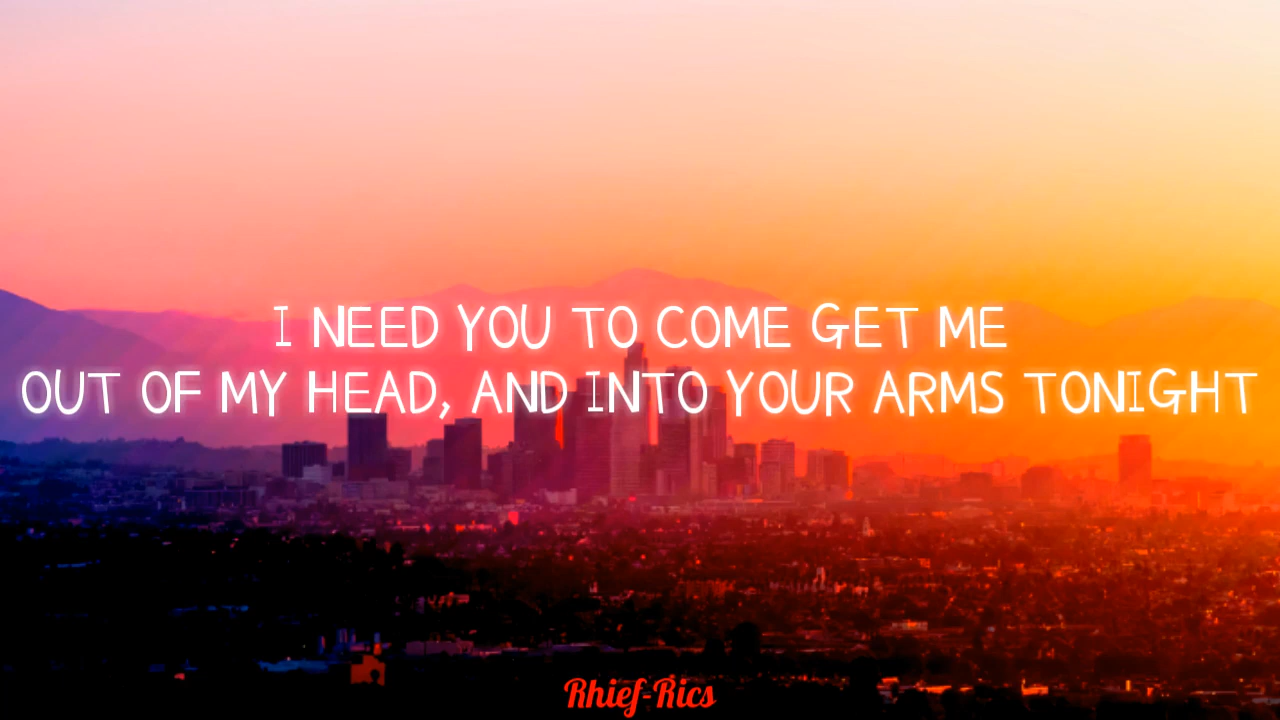 I NEED YOU TO COME GET ME
OUT OF MY HEAD, AND INTO YOUR ARMS TONIGHT
Rhief-Rics